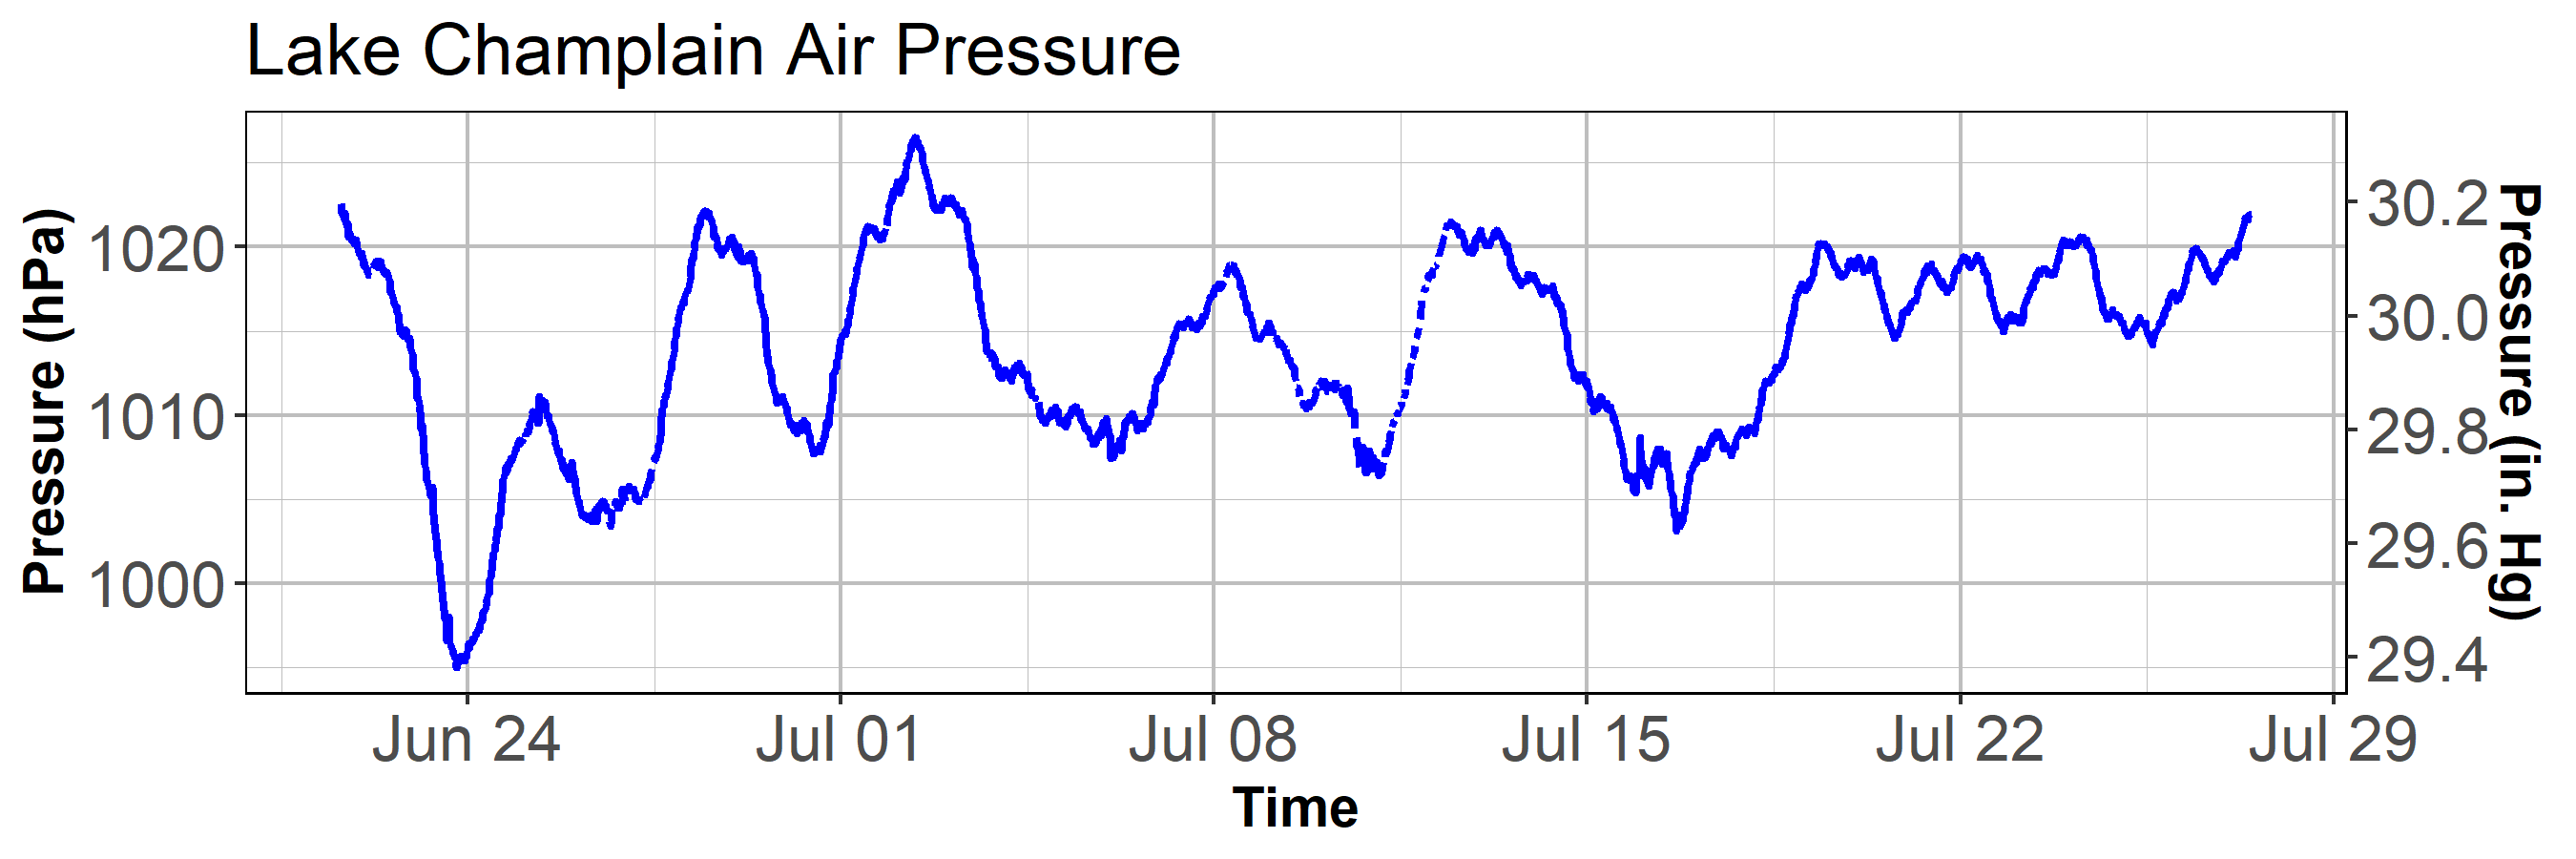 Lake Champlain Air Pressure
Pressure (hPa)
1020
1010
1000
30.2
30.0
29.8
29.6
29.4
Pressure (in. Hg)
Jun 24
Jul 01
Jul 08
Jul 15
Jul 22
Jul 29
Time